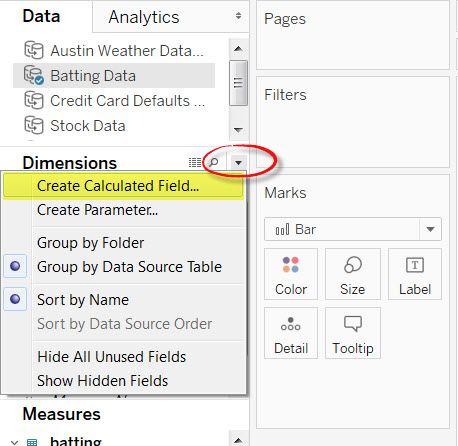 Data
Analytics
Austin Weather Data...
Batting Data
Credit Card Defaults ...
Stock Data
Dimensions
Create Calculated Field...
Create Parameter...
Group by Folder
Group by Data Source Table
Sort by Name
Sort by Data Source Order
Hide All Unused Fields
Show Hidden Fields
Measures
batting
Pages
Filters
Marks
Bar
Color
Size
Label
Detail
Tooltip